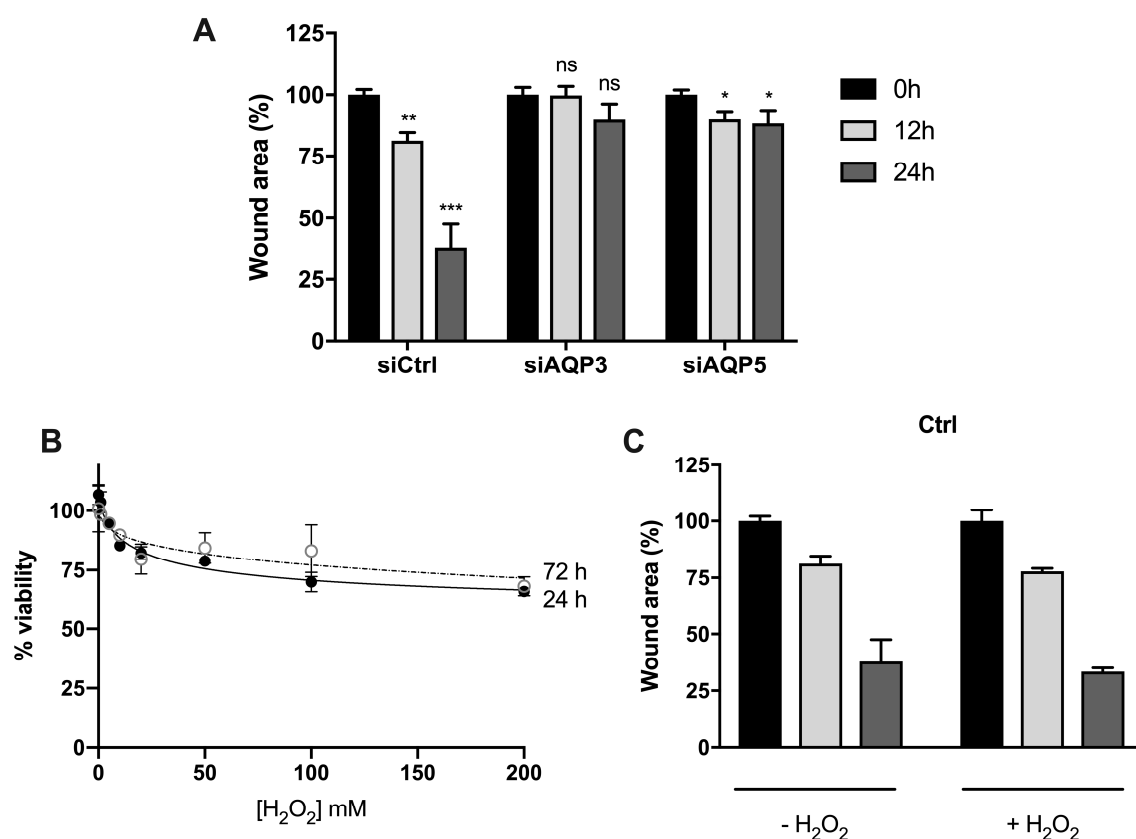 A
125
100
75
50
25
0
Wound area (%)
**
***
ns
ns
*
*
siCtrl
siAQP3
siAQP5
0h
12h
24h
B
100
75
50
25
0
% viability
72 h
24 h
0
50
100
150
200
[H₂O₂] mM
C
Ctrl
125
100
75
50
25
0
Wound area (%)
- H₂O₂
+ H₂O₂